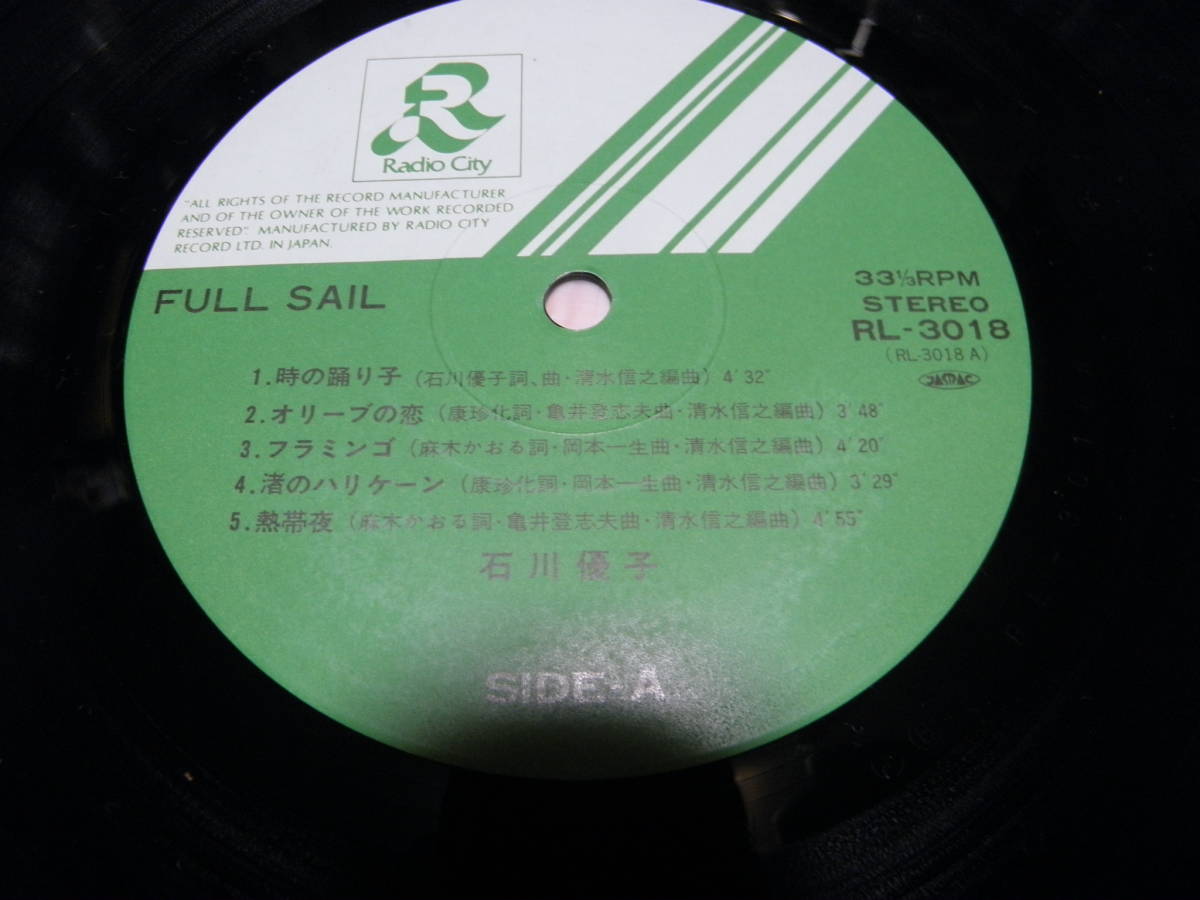 R
Radio City
"ALL RIGHTS OF THE RECORD MANUFACTURER
AND OF THE OWNER OF THE WORK RECORDED
RESERVED". MANUFACTURED BY RADIO CITY
RECORD LTD. IN JAPAN.
FULL SAIL
33⅓RPM
STEREO
RL-3018
(RL-3018 A)
JASRAC
1.時の踊り子 (石川優子詞、曲・清水信之編曲) 4'32"
2.オリーブの恋 (康珍化詞・亀井登志夫曲・清水信之編曲) 3'48"
3.フラミンゴ (麻木かおる詞・岡本一生曲・清水信之編曲) 4'20"
4.渚のハリケーン (康珍化詞・岡本一生曲・清水信之編曲) 3'29"
5.熱帯夜 (麻木かおる詞・亀井登志夫曲・清水信之編曲) 4'55"
石川優子
SIDE-A